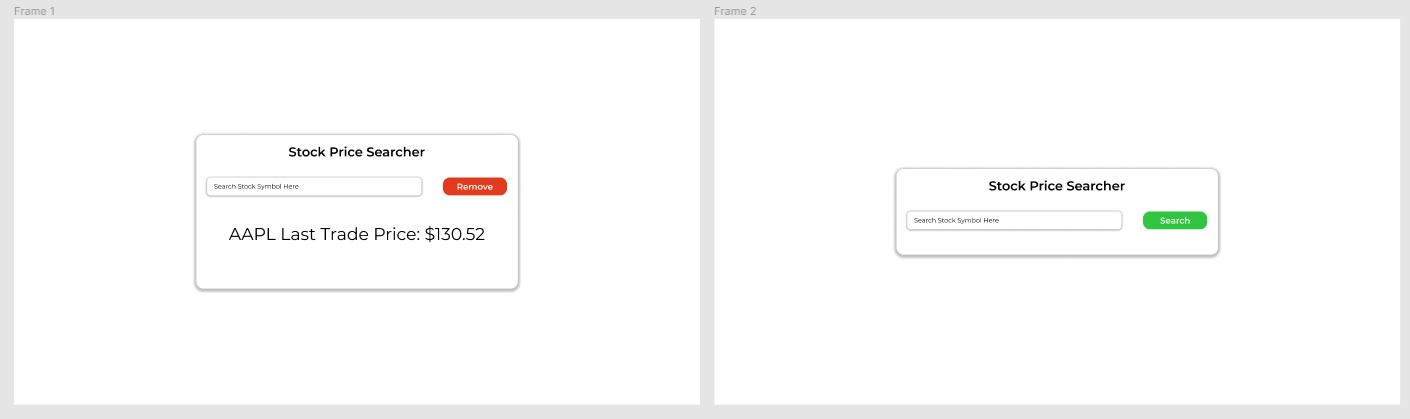 Frame 1
Stock Price Searcher
Search Stock Symbol Here
Remove
AAPL Last Trade Price: $130.52
Frame 2
Stock Price Searcher
Search Stock Symbol Here
Search